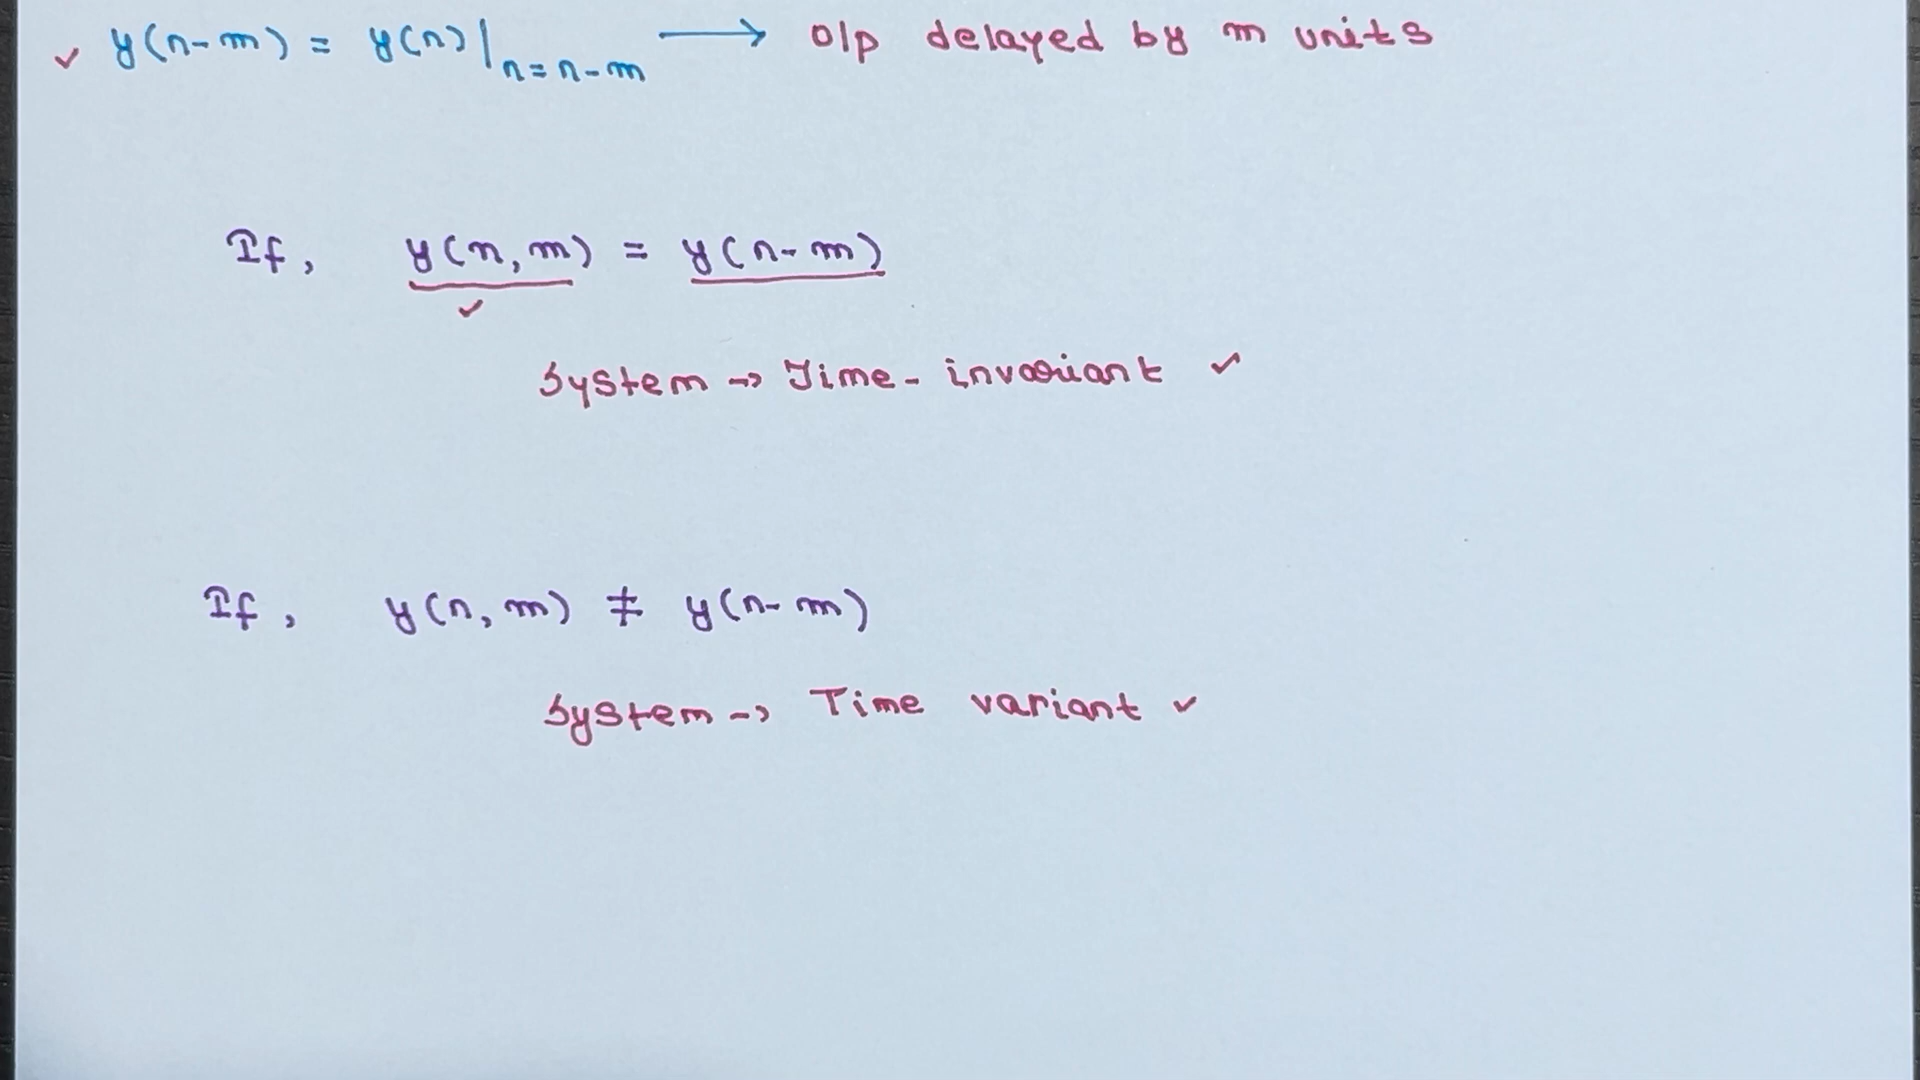 ✓ y(n-m) = y(n)|n=n-m → o/p delayed by m units
If, y(n,m) = y(n-m)
✓
System → Time-invariant ✓
If, y(n,m) ≠ y(n-m)
System → Time variant ✓